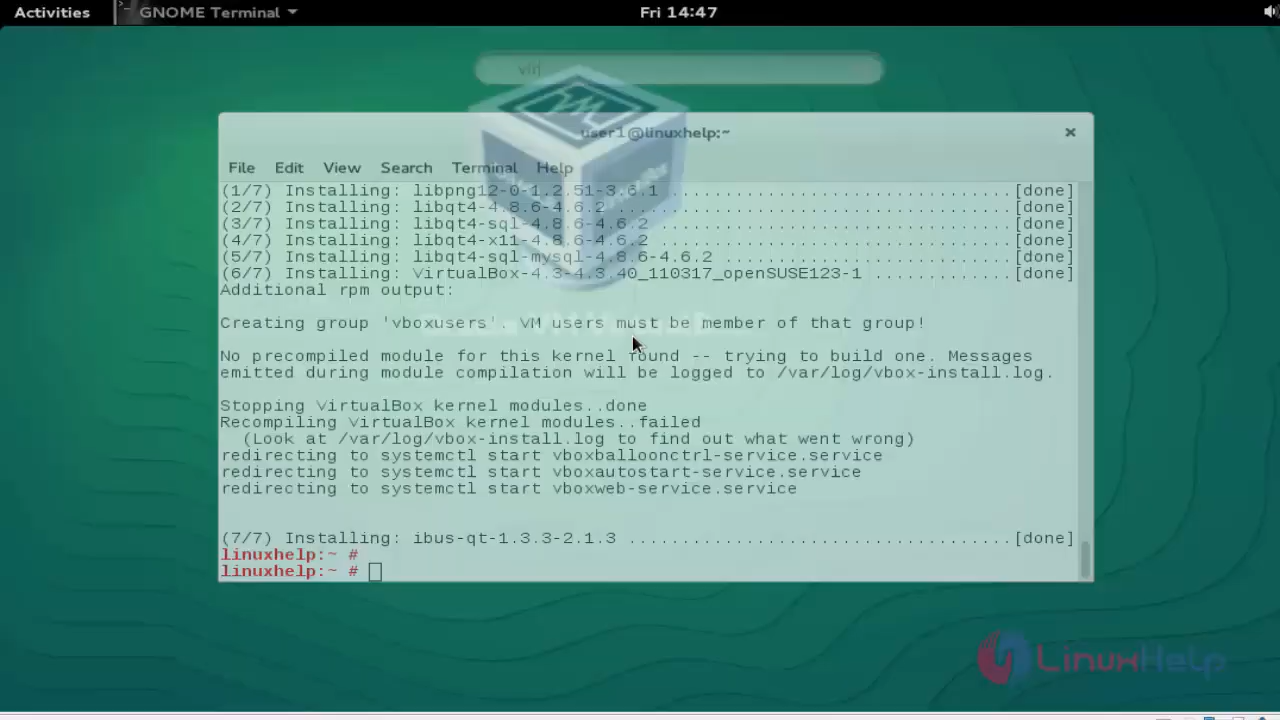 Activities GNOME Terminal Fri 14:47
vir
user1@linuxhelp:~
File Edit View Search Terminal Help
(1/7) Installing: libpng12-0-1.2.51-3.6.1 ................................[done]
(2/7) Installing: libqt4-4.8.6-4.6.2 .....................................[done]
(3/7) Installing: libqt4-sql-4.8.6-4.6.2 .................................[done]
(4/7) Installing: libqt4-x11-4.8.6-4.6.2 .................................[done]
(5/7) Installing: libqt4-sql-mysql-4.8.6-4.6.2 ...........................[done]
(6/7) Installing: VirtualBox-4.3-4.3.40_110317_openSUSE123-1 .............[done]
Additional rpm output:
Creating group 'vboxusers'. VM users must be member of that group!
No precompiled module for this kernel found -- trying to build one. Messages
emitted during module compilation will be logged to /var/log/vbox-install.log.
Stopping VirtualBox kernel modules..done
Recompiling VirtualBox kernel modules..failed
(Look at /var/log/vbox-install.log to find out what went wrong)
redirecting to systemctl start vboxballoonctrl-service.service
redirecting to systemctl start vboxautostart-service.service
redirecting to systemctl start vboxweb-service.service
(7/7) Installing: ibus-qt-1.3.3-2.1.3 ....................................[done]
linuxhelp:~ #
linuxhelp:~ #
LinuxHelp